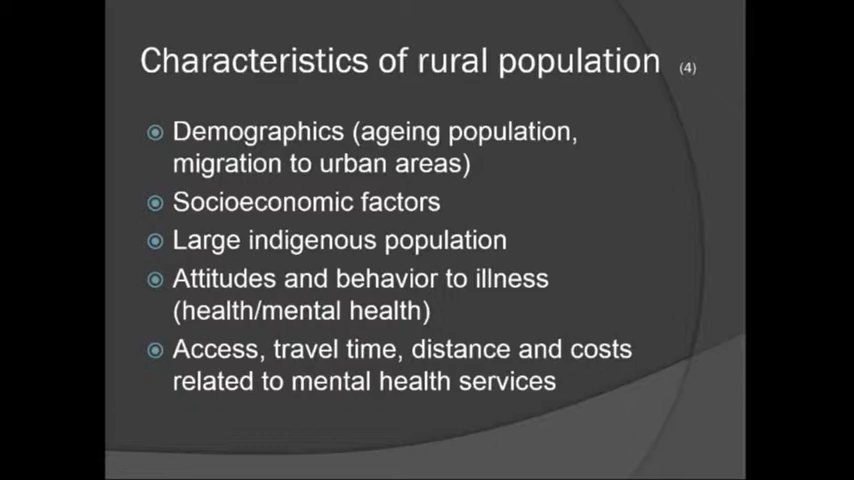 Characteristics of rural population (4)
Demographics (ageing population,
migration to urban areas)
Socioeconomic factors
Large indigenous population
Attitudes and behavior to illness
(health/mental health)
Access, travel time, distance and costs
related to mental health services